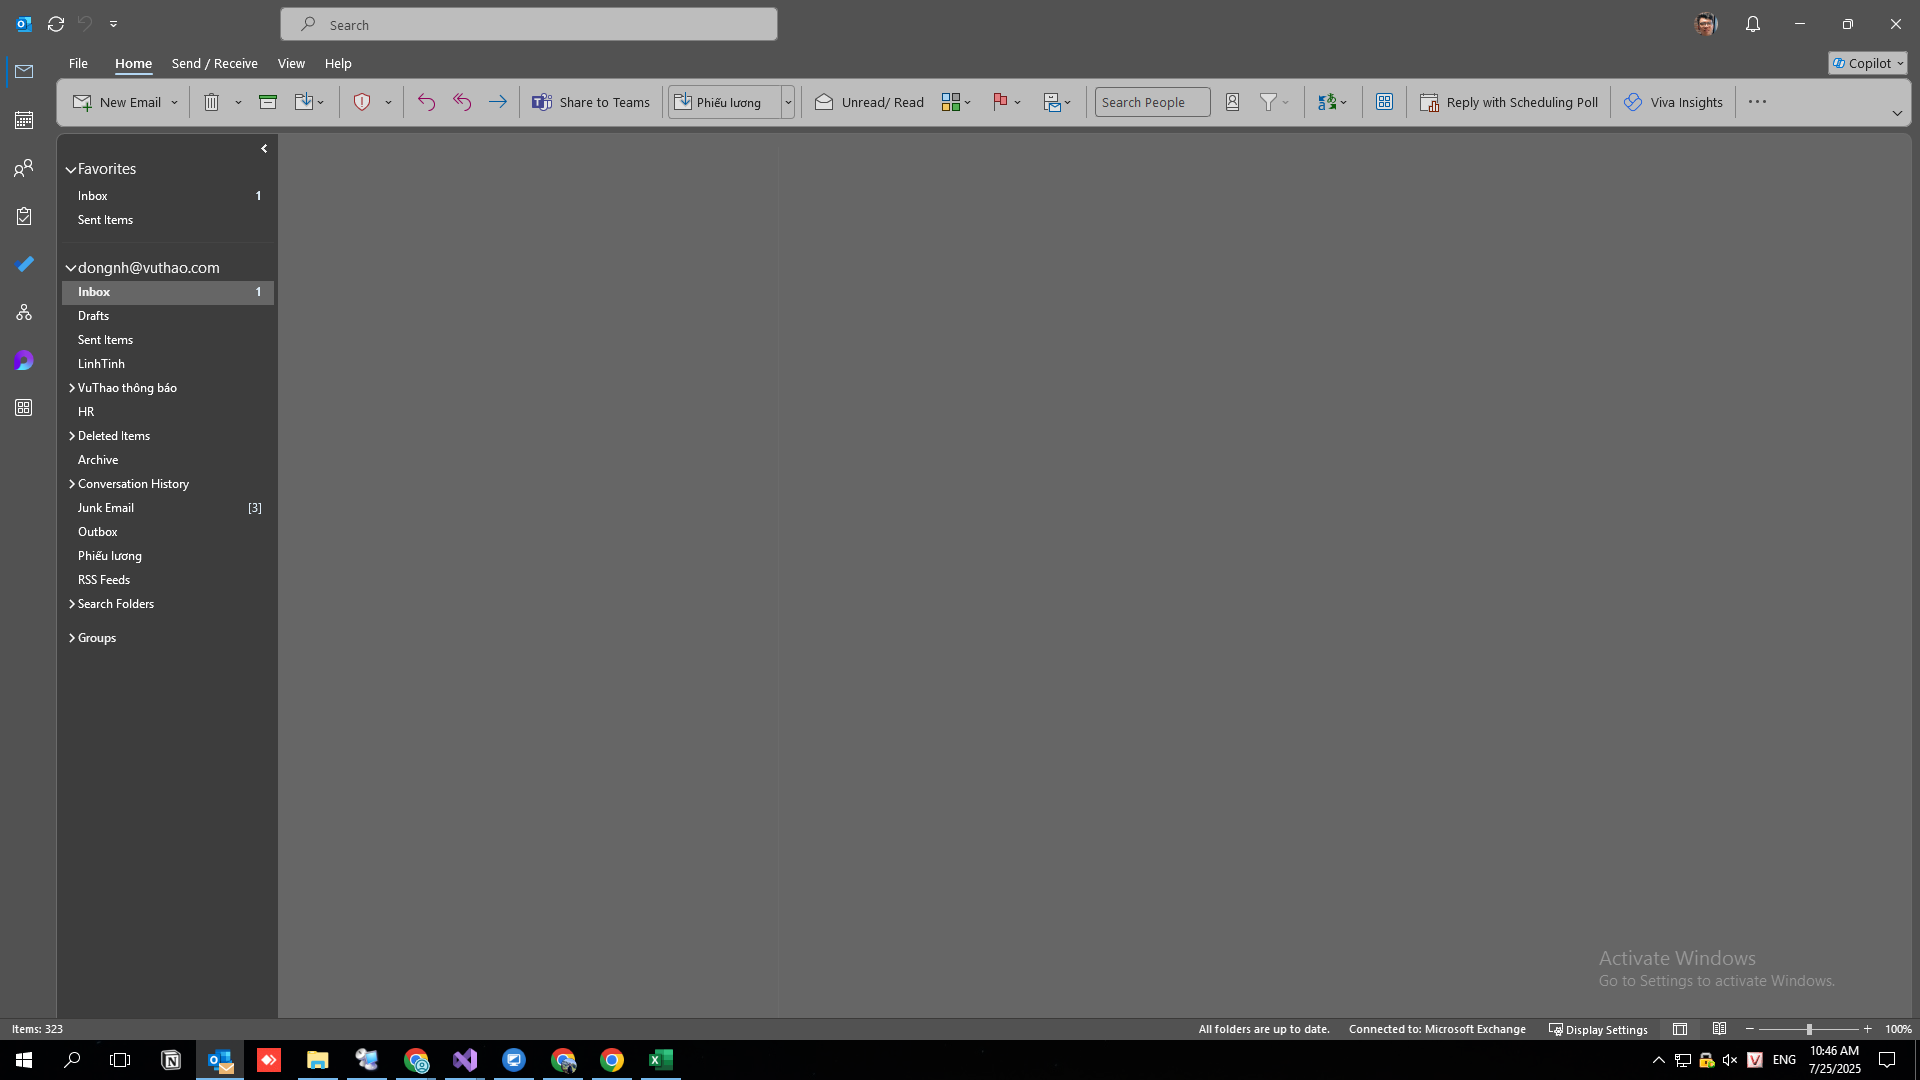 Search
File Home Send / Receive View Help
Copilot
New Email
Share to Teams
Phiếu lương
Unread/ Read
Search People
Reply with Scheduling Poll
Viva Insights
Favorites
Inbox 1
Sent Items
dongnh@vuthao.com
Inbox 1
Drafts
Sent Items
LinhTinh
VuThao thông báo
HR
Deleted Items
Archive
Conversation History
Junk Email [3]
Outbox
Phiếu lương
RSS Feeds
Search Folders
Groups
Activate Windows
Go to Settings to activate Windows.
Items: 323
All folders are up to date.
Connected to: Microsoft Exchange
Display Settings
100%
ENG
10:46 AM
7/25/2025